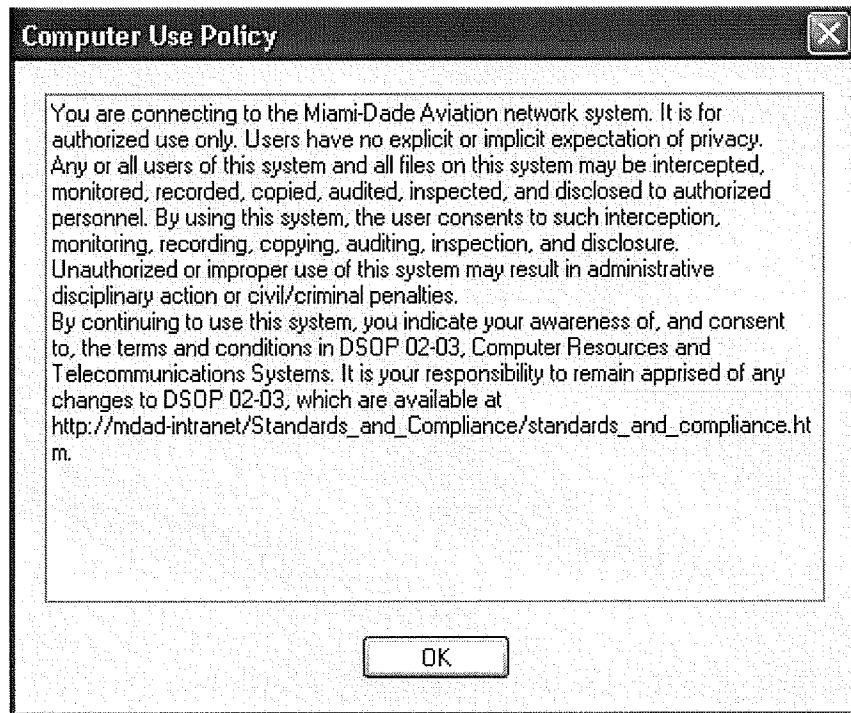 Computer Use Policy
You are connecting to the Miami-Dade Aviation network system. It is for
authorized use only. Users have no explicit or implicit expectation of privacy.
Any or all users of this system and all files on this system may be intercepted,
monitored, recorded, copied, audited, inspected, and disclosed to authorized
personnel. By using this system, the user consents to such interception,
monitoring, recording, copying, auditing, inspection, and disclosure.
Unauthorized or improper use of this system may result in administrative
disciplinary action or civil/criminal penalties.
By continuing to use this system, you indicate your awareness of, and consent
to, the terms and conditions in DSOP 02-03, Computer Resources and
Telecommunications Systems. It is your responsibility to remain apprised of any
changes to DSOP 02-03, which are available at
http://mdad-intranet/Standards_and_Compliance/standards_and_compliance.ht
m.
OK